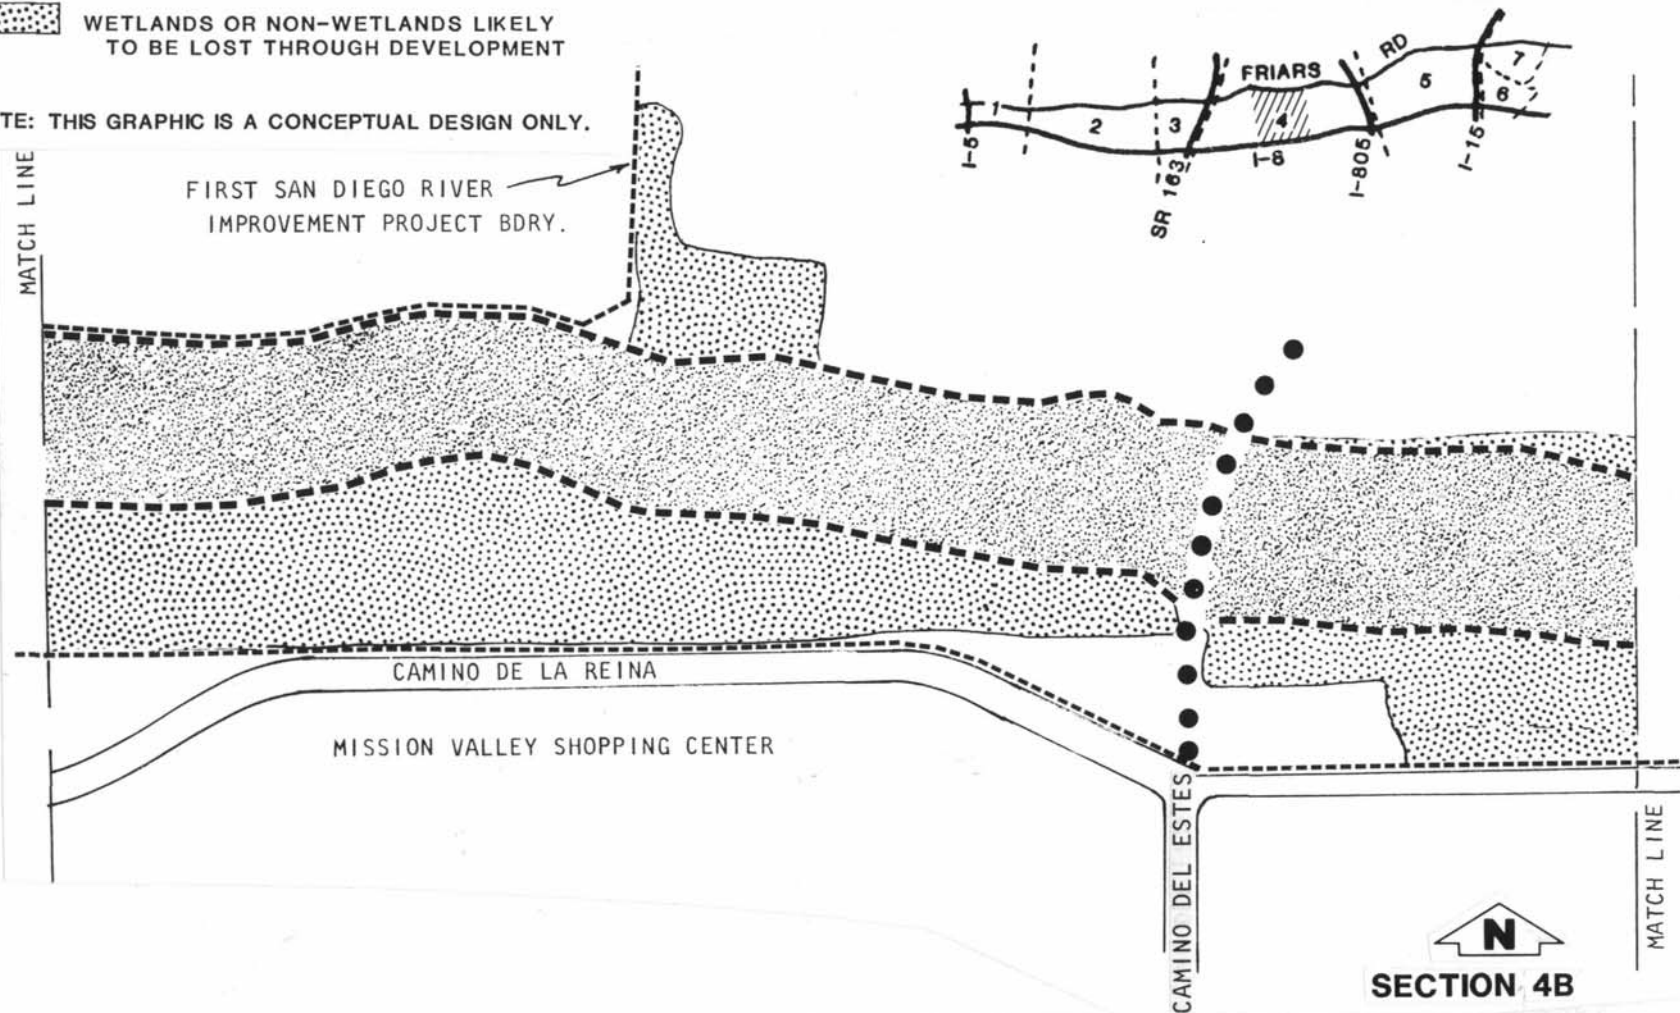 WETLANDS OR NON-WETLANDS LIKELY
TO BE LOST THROUGH DEVELOPMENT
TE: THIS GRAPHIC IS A CONCEPTUAL DESIGN ONLY.
FIRST SAN DIEGO RIVER
IMPROVEMENT PROJECT BDRY.
MATCH LINE
FRIARS
RD
1
2
3
4
5
6
7
I-5
SR 163
I-8
I-805
I-15
CAMINO DE LA REINA
MISSION VALLEY SHOPPING CENTER
CAMINO DEL ESTES
MATCH LINE
N
SECTION 4B